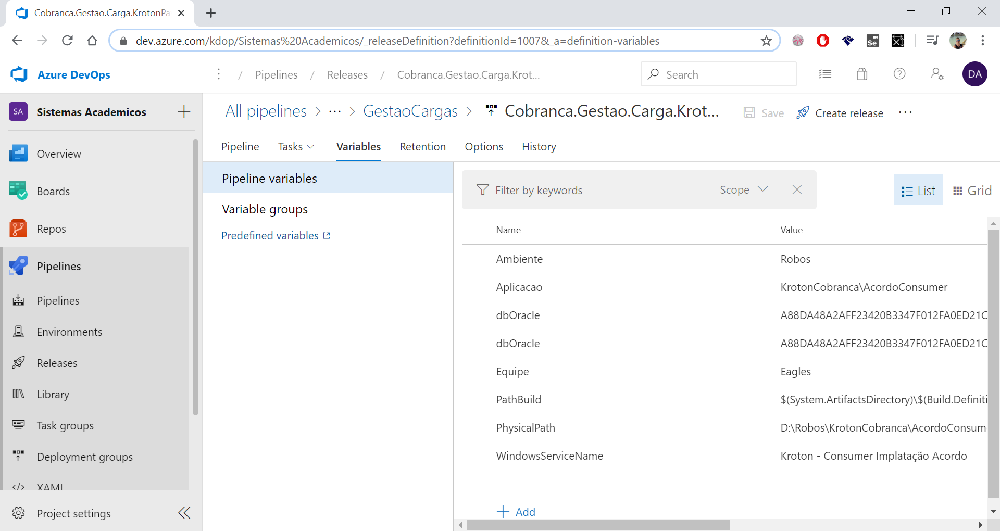 Cobranca.Gestao.Carga.KrotonPa
dev.azure.com/kdop/Sistemas%20Academicos/_releaseDefinition?definitionId=1007&_a=definition-variables
Se
Azure DevOps
/ Pipelines / Releases / Cobranca.Gestao.Carga.Krot...
Search
DA
SA Sistemas Academicos
All pipelines > ... > GestaoCargas > Cobranca.Gestao.Carga.Krot...
Save
Create release
...
Overview
Boards
Repos
Pipelines
Pipelines
Environments
Releases
Library
Task groups
Deployment groups
XAML
Project settings
Pipeline
Tasks
Variables
Retention
Options
History
Pipeline variables
Variable groups
Predefined variables
Filter by keywords
Scope
List
Grid
Name Value
Ambiente Robos
Aplicacao KrotonCobranca\AcordoConsumer
dbOracle A88DA48A2AFF23420B3347F012FA0ED21C
dbOracle A88DA48A2AFF23420B3347F012FA0ED21C
Equipe Eagles
PathBuild $(System.ArtifactsDirectory)\$(Build.Definiti
PhysicalPath D:\Robos\KrotonCobranca\AcordoConsum
WindowsServiceName Kroton - Consumer Implatação Acordo
Add